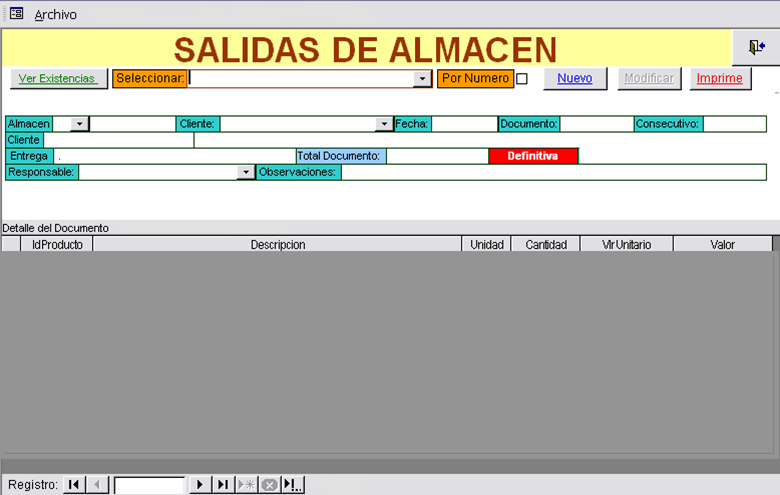 Archivo
SALIDAS DE ALMACEN
Ver Existencias Seleccionar: Por Numero Nuevo Modificar Imprime
Almacen Cliente: Fecha: Documento: Consecutivo:
Cliente
Entrega . Total Documento: Definitiva
Responsable: Observaciones:
Detalle del Documento
IdProducto Descripcion Unidad Cantidad VlrUnitario Valor
Registro: